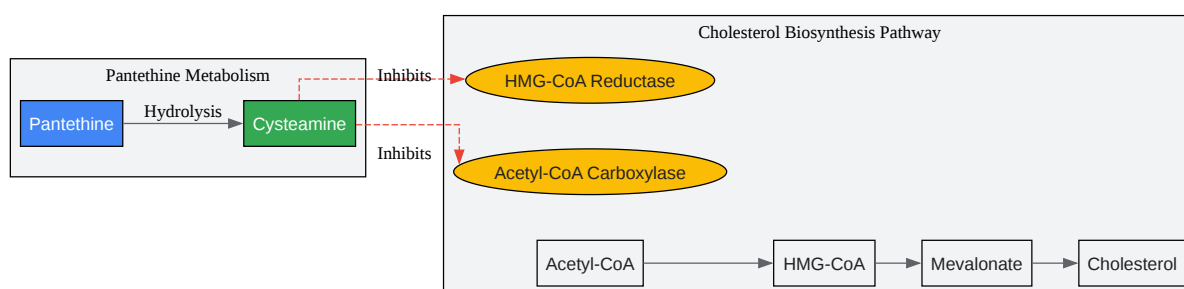 Cholesterol Biosynthesis Pathway
Pantethine Metabolism
Inhibits
HMG-CoA Reductase
Pantethine
Hydrolysis
Cysteamine
Inhibits
Acetyl-CoA Carboxylase
Acetyl-CoA
HMG-CoA
Mevalonate
Cholesterol